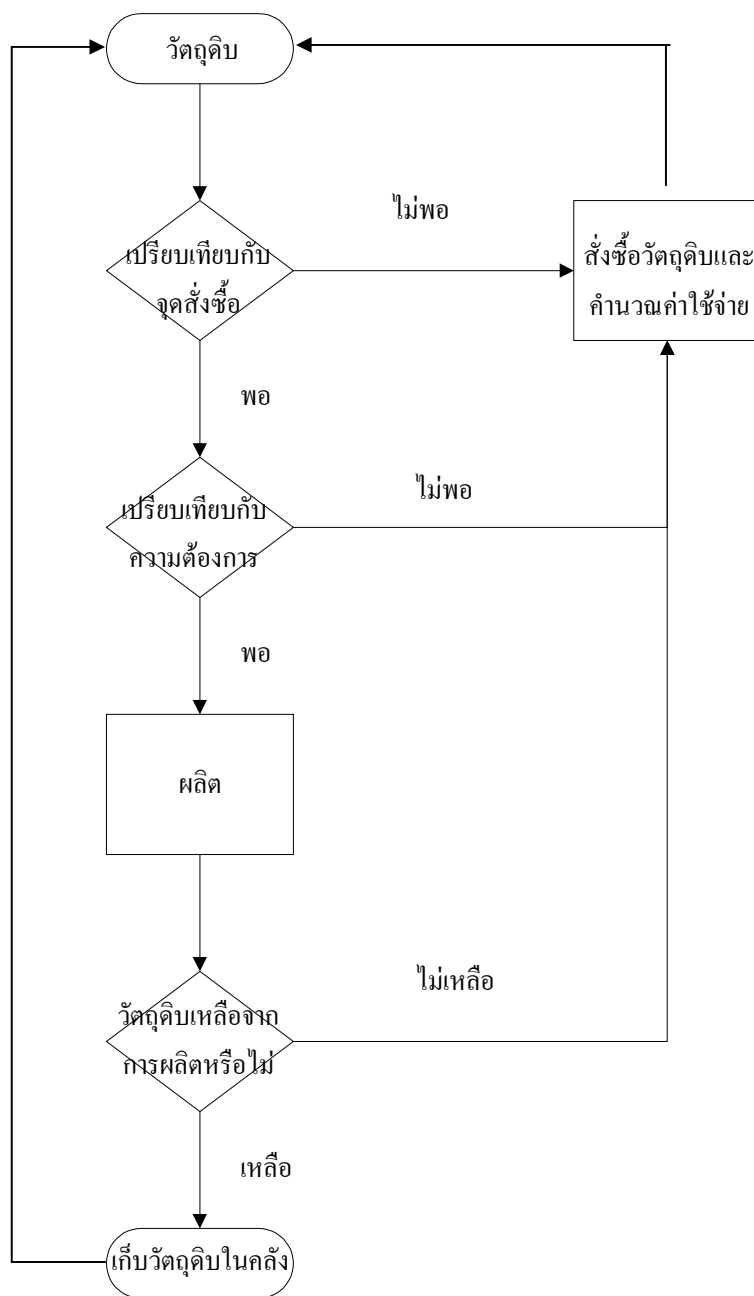 วัตถุดิบ
ไม่พอ
เปรียบเทียบกับ
จุดสั่งซื้อ
สั่งซื้อวัตถุดิบและ
คำนวณค่าใช้จ่าย
พอ
ไม่พอ
เปรียบเทียบกับ
ความต้องการ
พอ
ผลิต
ไม่เหลือ
วัตถุดิบเหลือจาก
การผลิตหรือไม่
เหลือ
เก็บวัตถุดิบในคลัง